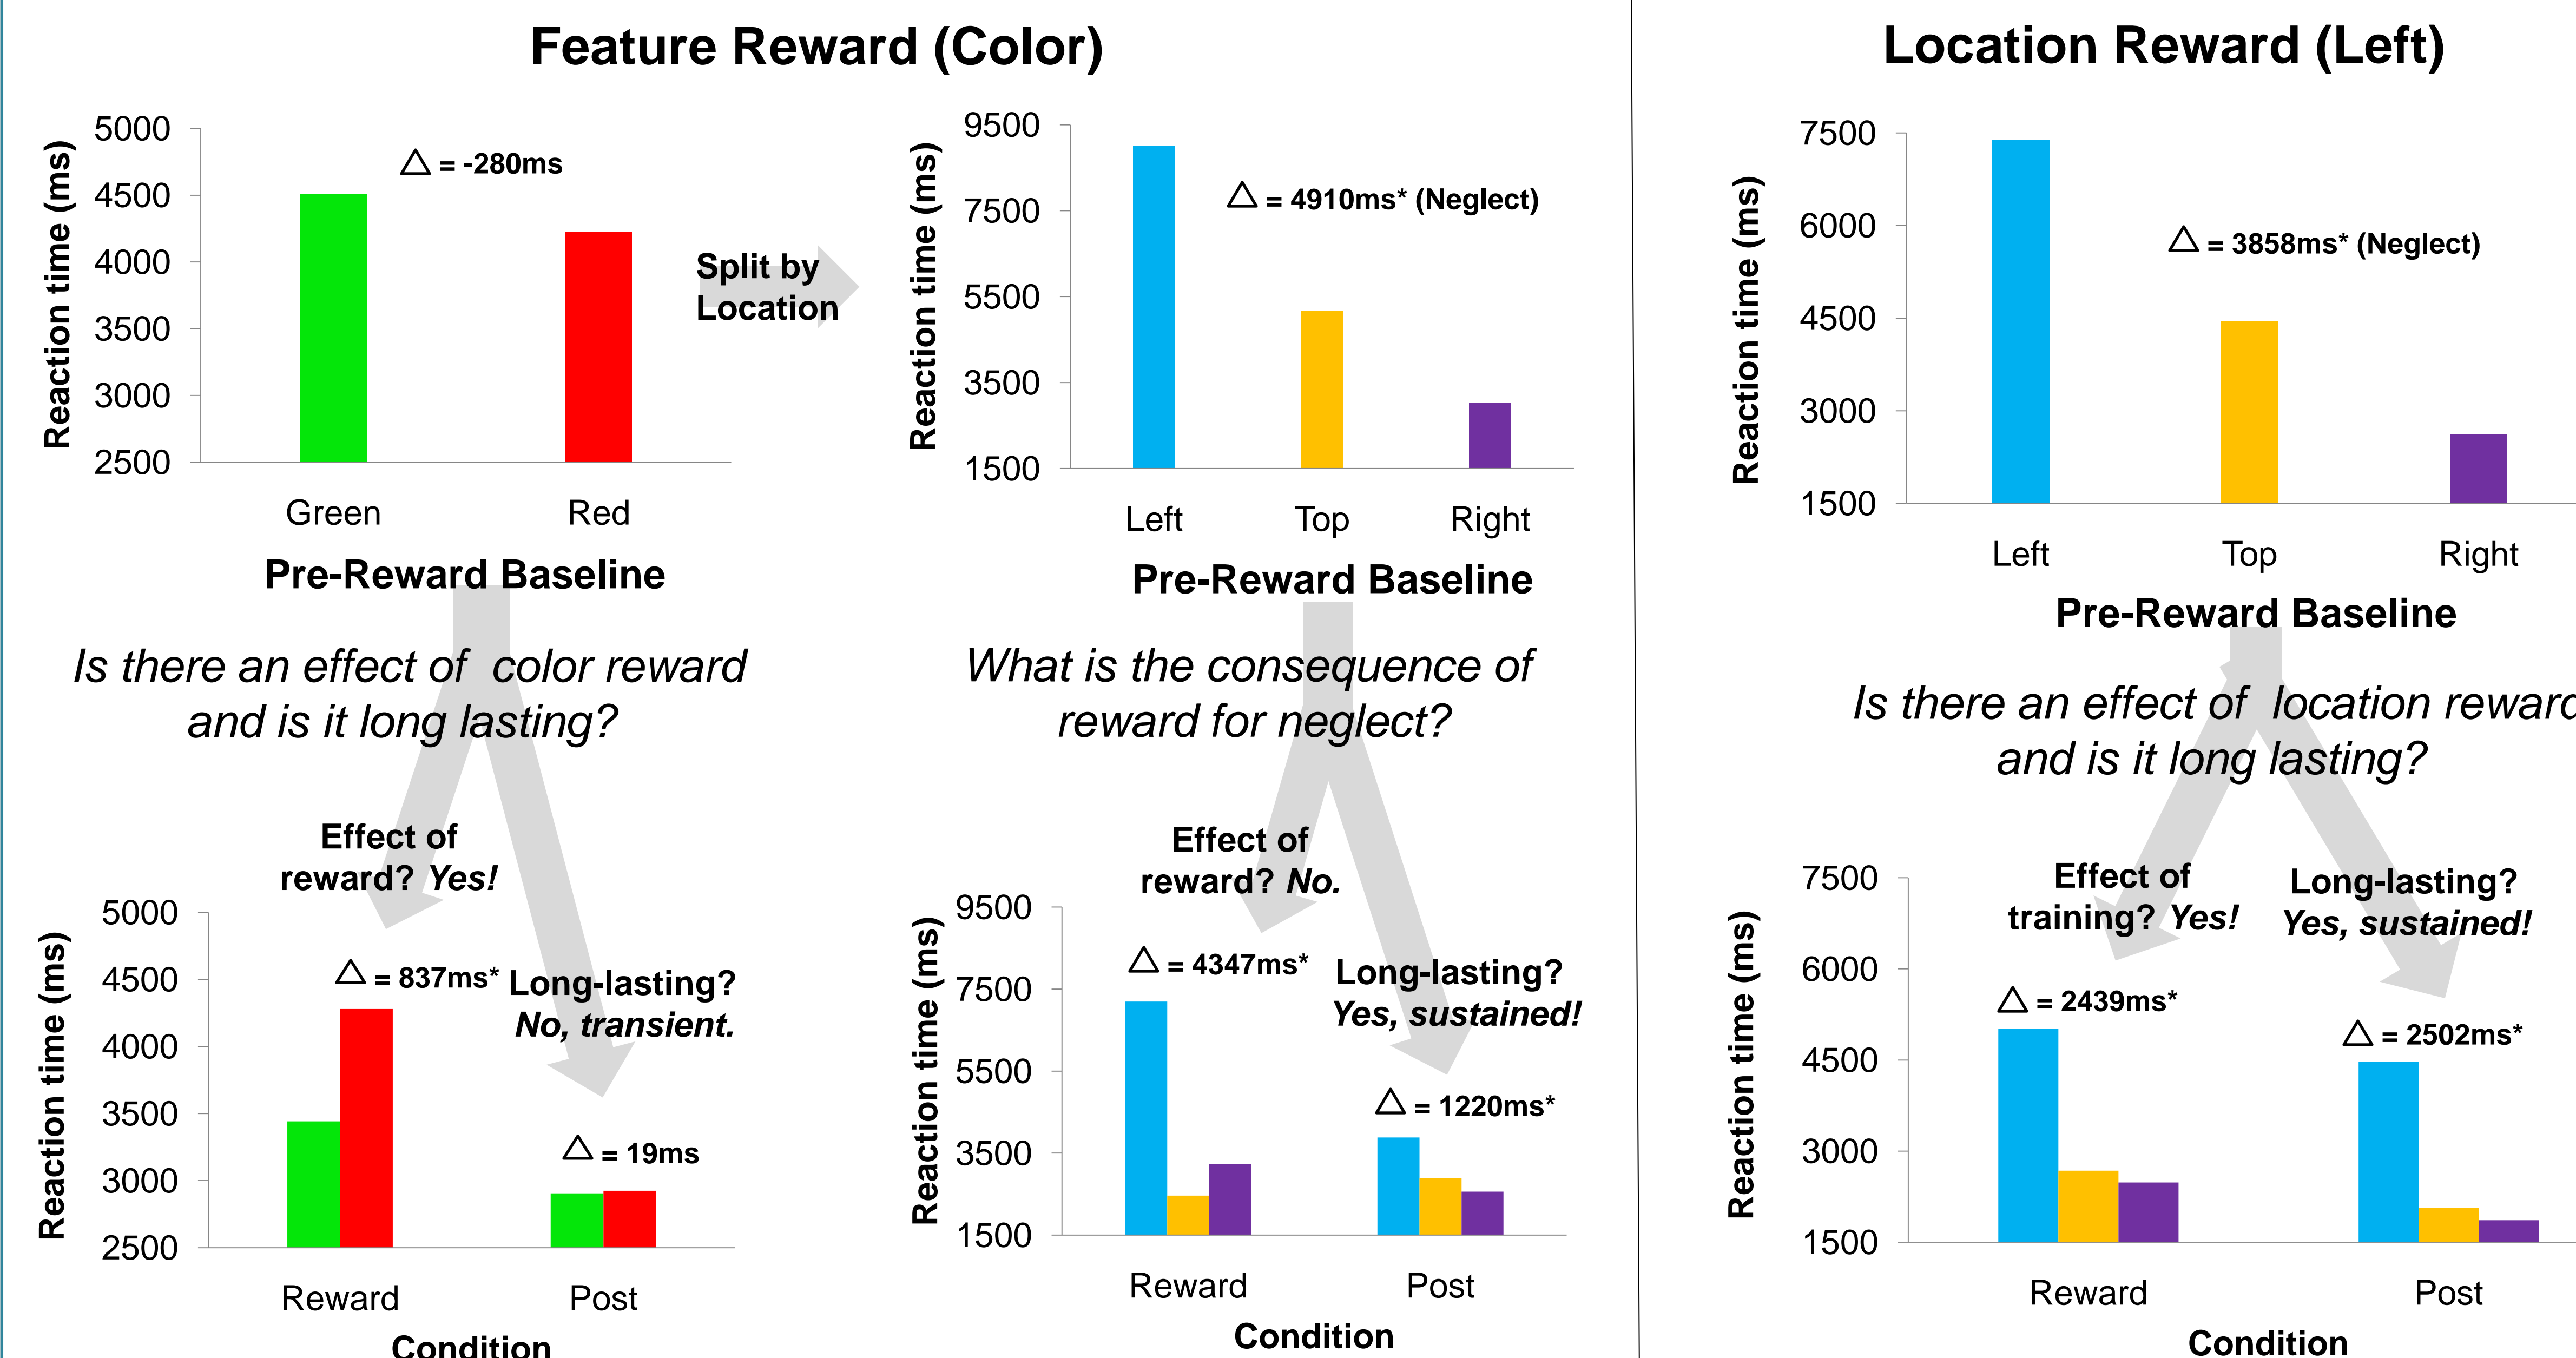 Feature Reward (Color)
Reaction time (ms)
5000
4500
4000
3500
3000
2500
△ = -280ms
Green Red
Pre-Reward Baseline
Split by
Location
Reaction time (ms)
9500
7500
5500
3500
1500
△ = 4910ms* (Neglect)
Left Top Right
Pre-Reward Baseline
Is there an effect of color reward
and is it long lasting?
What is the consequence of
reward for neglect?
Effect of
reward? Yes!
Reaction time (ms)
5000
4500
4000
3500
3000
2500
△ = 837ms*
Long-lasting?
No, transient.
△ = 19ms
Reward Post
Condition
Effect of
reward? No.
Reaction time (ms)
9500
7500
5500
3500
1500
△ = 4347ms*
Long-lasting?
Yes, sustained!
△ = 1220ms*
Reward Post
Condition
Location Reward (Left)
Reaction time (ms)
7500
6000
4500
3000
1500
△ = 3858ms* (Neglect)
Left Top Right
Pre-Reward Baseline
Is there an effect of location reward
and is it long lasting?
Reaction time (ms)
7500
6000
4500
3000
1500
Effect of
training? Yes!
Long-lasting?
Yes, sustained!
△ = 2439ms*
△ = 2502ms*
Reward Post
Condition